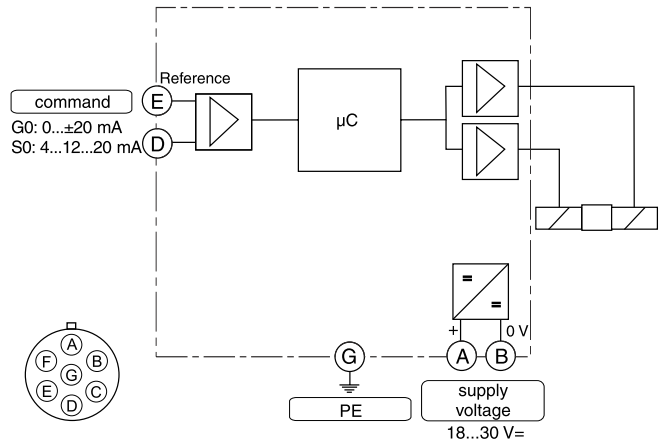 Reference
command
E
G0: 0...±20 mA
S0: 4...12...20 mA
D
µC
+
0 V
A
B
G
PE
supply
voltage
18...30 V=
A
F
B
G
E
C
D